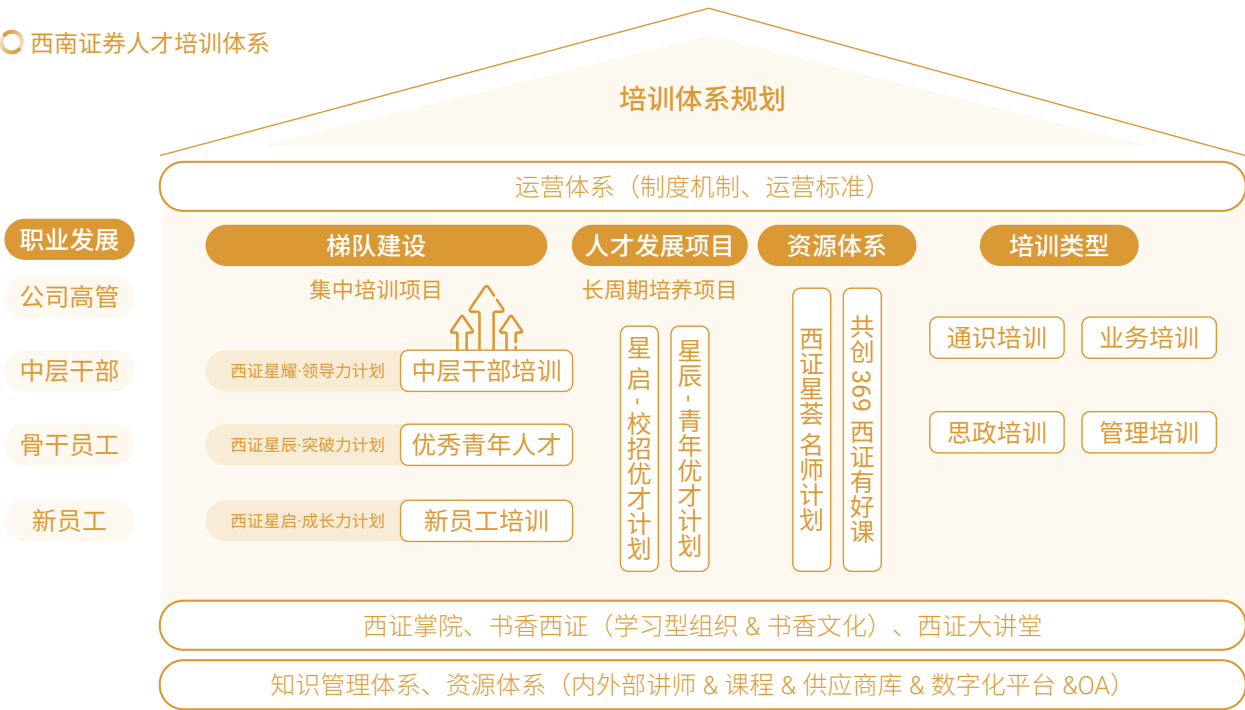 西南证券人才培训体系
培训体系规划
运营体系（制度机制、运营标准）
职业发展
公司高管
中层干部
骨干员工
新员工
梯队建设
集中培训项目
西证星耀·领导力计划
中层干部培训
西证星辰·突破力计划
优秀青年人才
西证星启·成长力计划
新员工培训
人才发展项目
长周期培养项目
星启-校招优才计划
星辰-青年优才计划
资源体系
西证星荟 名师计划
共创 369 西证有好课
培训类型
通识培训
业务培训
思政培训
管理培训
西证掌院、书香西证（学习型组织 & 书香文化）、西证大讲堂
知识管理体系、资源体系（内外部讲师 & 课程 & 供应商库 & 数字化平台 &OA）